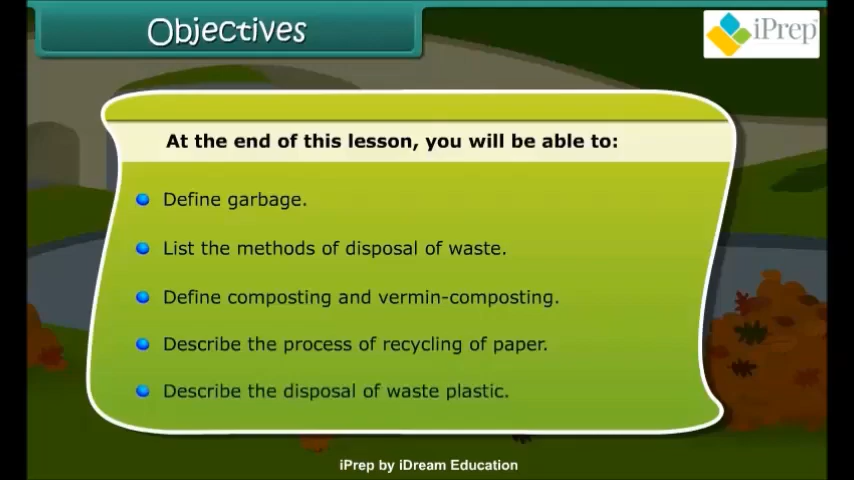 Objectives
iPrep
At the end of this lesson, you will be able to:
Define garbage.
List the methods of disposal of waste.
Define composting and vermin-composting.
Describe the process of recycling of paper.
Describe the disposal of waste plastic.
iPrep by iDream Education